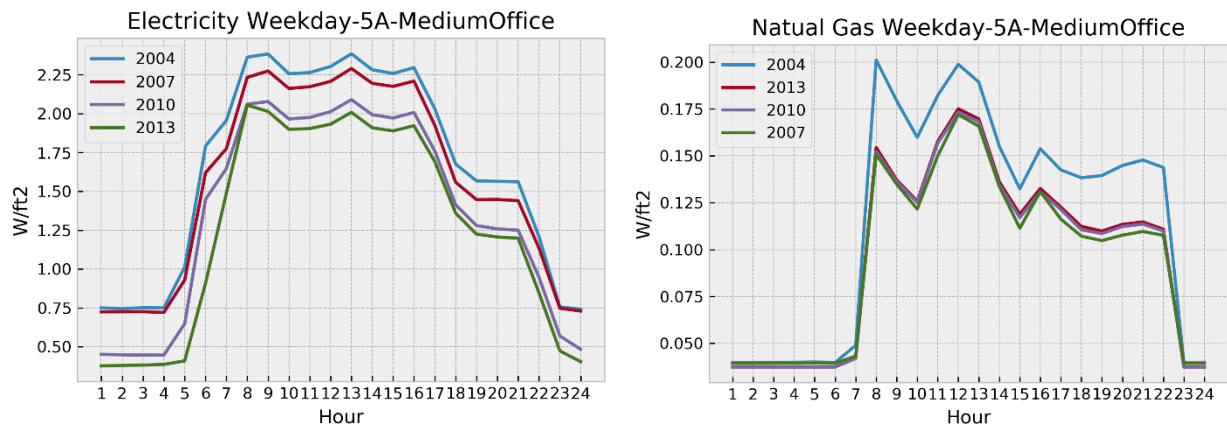 Electricity Weekday-5A-MediumOffice
2004
2007
2010
2013
2.25
2.00
1.75
1.50
1.25
1.00
0.75
0.50
W/ft2
1 2 3 4 5 6 7 8 9 10 11 12 13 14 15 16 17 18 19 20 21 22 23 24
Hour
Natual Gas Weekday-5A-MediumOffice
2004
2013
2010
2007
0.200
0.175
0.150
0.125
0.100
0.075
0.050
W/ft2
1 2 3 4 5 6 7 8 9 10 11 12 13 14 15 16 17 18 19 20 21 22 23 24
Hour